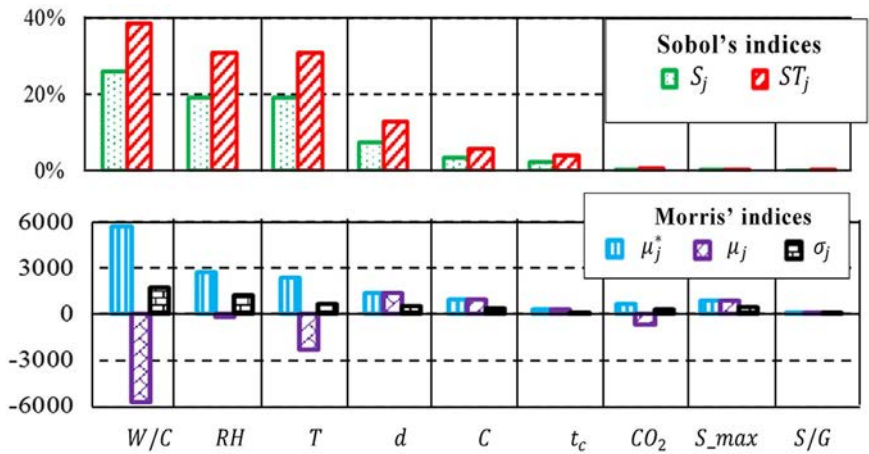 40%
20%
0%
Sobol's indices
S_j ST_j
6000
3000
0
-3000
-6000
Morris' indices
μ_j^* μ_j σ_j
W/C RH T d C t_c CO_2 S_max S/G